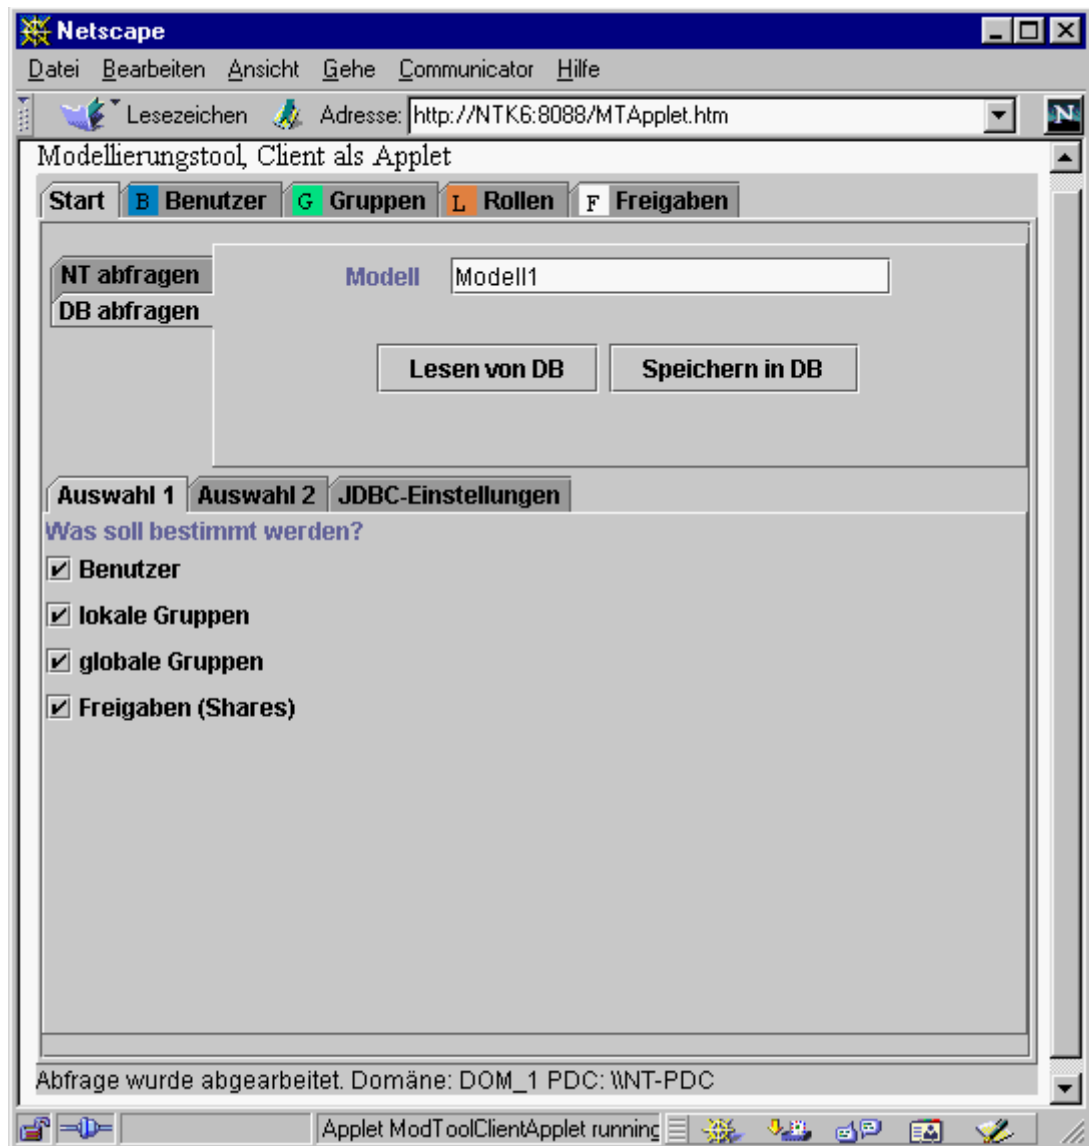 Netscape
Datei Bearbeiten Ansicht Gehe Communicator Hilfe
Lesezeichen Adresse: http://NTK6:8088/MTApplet.htm N
Modellierungstool, Client als Applet
Start B Benutzer G Gruppen L Rollen F Freigaben
NT abfragen
DB abfragen
Modell Modell1
Lesen von DB Speichern in DB
Auswahl 1 Auswahl 2 JDBC-Einstellungen
Was soll bestimmt werden?
Benutzer
lokale Gruppen
globale Gruppen
Freigaben (Shares)
Abfrage wurde abgearbeitet. Domäne: DOM_1 PDC: \\NT-PDC
Applet ModToolClientApplet running